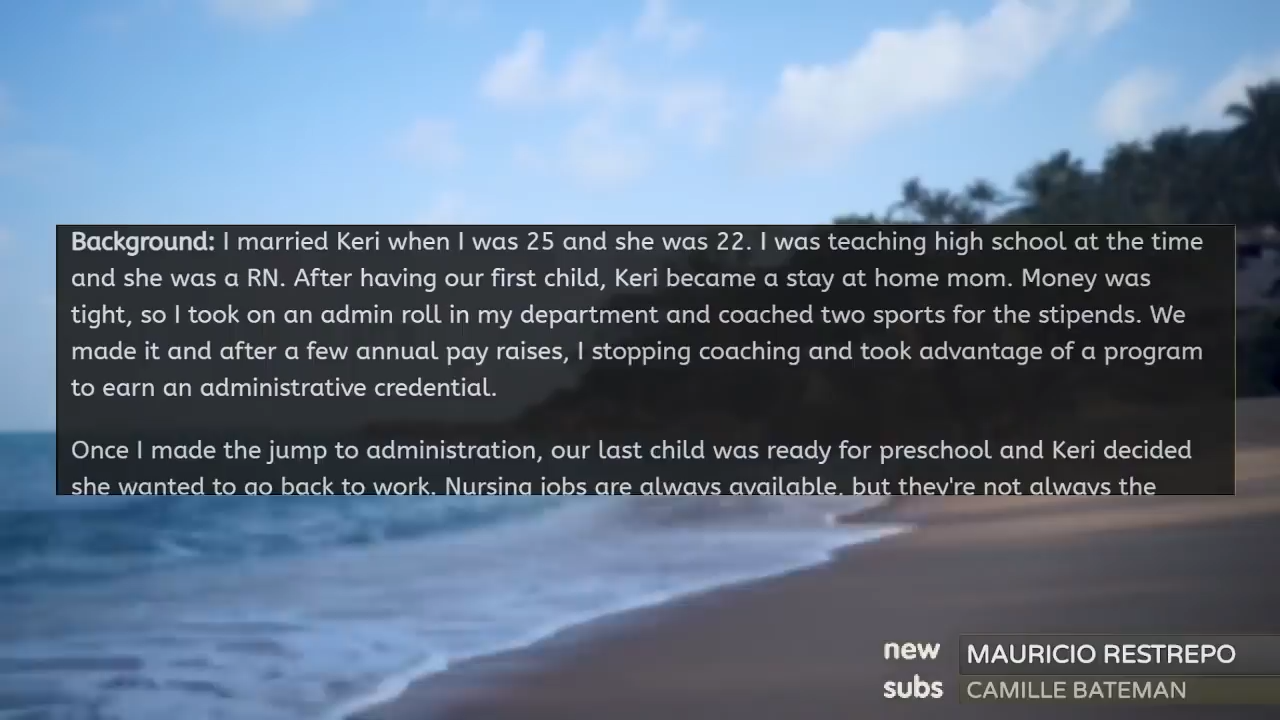 Background: I married Keri when I was 25 and she was 22. I was teaching high school at the time
and she was a RN. After having our first child, Keri became a stay at home mom. Money was
tight, so I took on an admin roll in my department and coached two sports for the stipends. We
made it and after a few annual pay raises, I stopping coaching and took advantage of a program
to earn an administrative credential.
Once I made the jump to administration, our last child was ready for preschool and Keri decided
she wanted to go back to work. Nursing jobs are always available, but they're not always the
new
subs
MAURICIO RESTREPO
CAMILLE BATEMAN